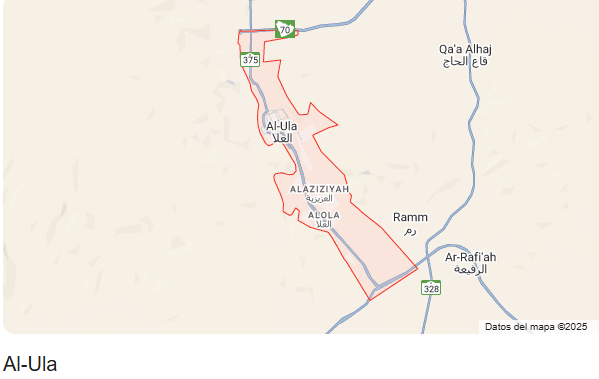 70
Qa'a Alhaj
قاع الحاج
375
Al-Ula
العلا
ALAZIZIYAH
العزيزية
ALOLA
العلا
Ramm
رم
Ar-Rafi'ah
الرفيعة
328
Datos del mapa ©2025
Al-Ula